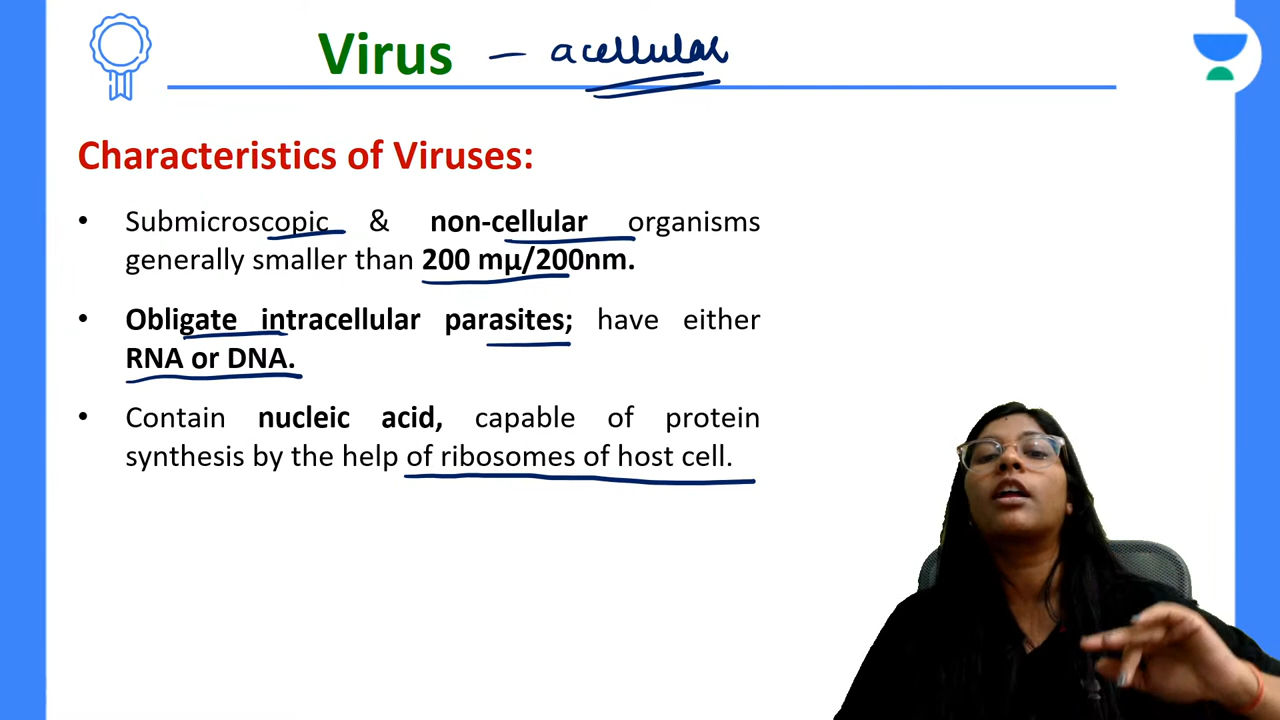 Virus – acellular
Characteristics of Viruses:
• Submicroscopic & non-cellular organisms
generally smaller than 200 mµ/200nm.
• Obligate intracellular parasites; have either
RNA or DNA.
• Contain nucleic acid, capable of protein
synthesis by the help of ribosomes of host cell.